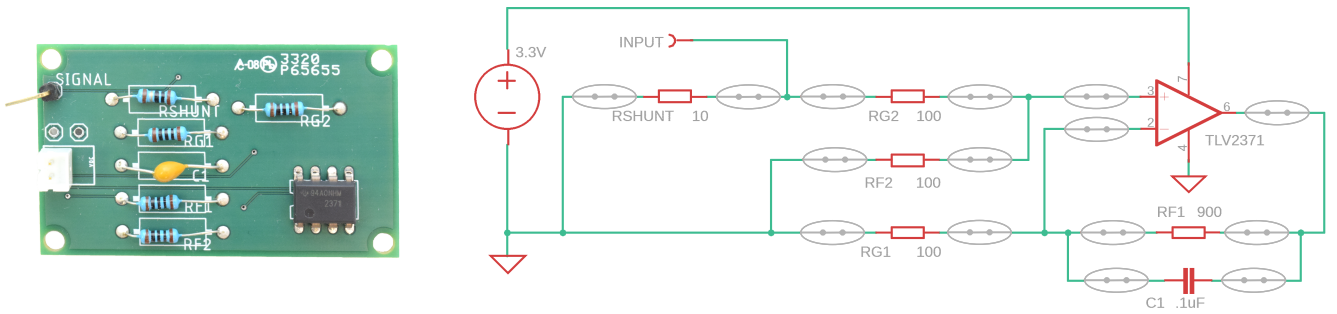 SIGNAL
3320
P65655
RSHUNT
RG2
RG1
C1
RF1
RF2
2371
3.3V
INPUT
RSHUNT 10
RG2 100
RF2 100
RG1 100
3
+
2
-
7
6
4
TLV2371
RF1 900
C1 .1uF